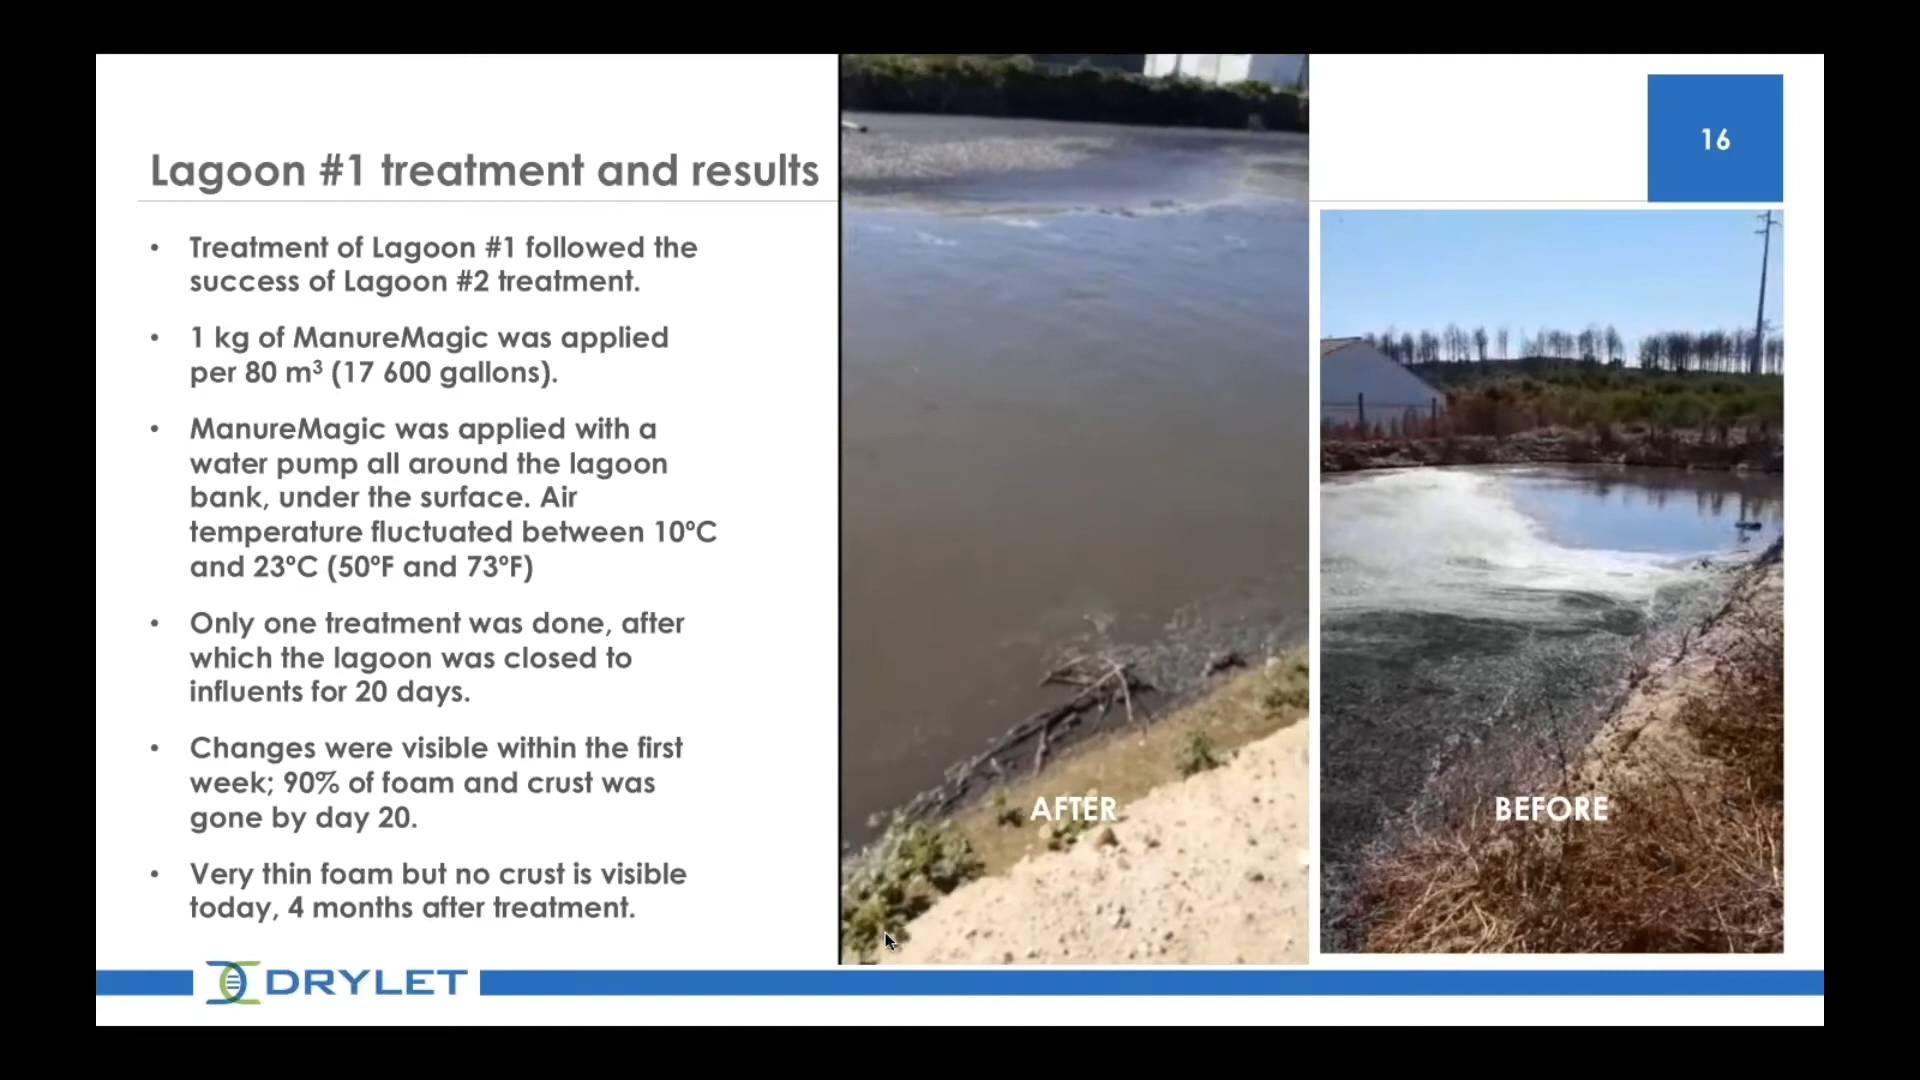 16
Lagoon #1 treatment and results
• Treatment of Lagoon #1 followed the
success of Lagoon #2 treatment.
• 1 kg of ManureMagic was applied
per 80 m³ (17 600 gallons).
• ManureMagic was applied with a
water pump all around the lagoon
bank, under the surface. Air
temperature fluctuated between 10ºC
and 23ºC (50ºF and 73ºF)
• Only one treatment was done, after
which the lagoon was closed to
influents for 20 days.
• Changes were visible within the first
week; 90% of foam and crust was
gone by day 20.
• Very thin foam but no crust is visible
today, 4 months after treatment.
AFTER
BEFORE
DRYLET